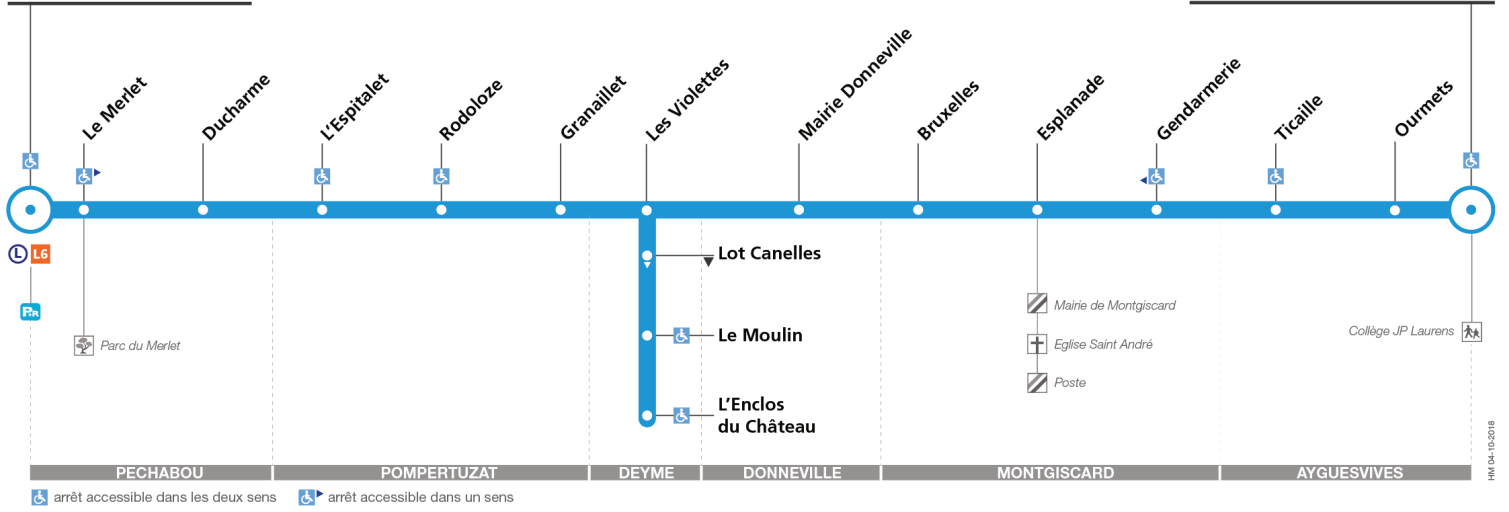 Le Merlet
Ducharme
L'Espitalet
Rodoloze
Granaillet
Les Violettes
Mairie Donneville
Bruxelles
Esplanade
Gendarmerie
Ticaille
Ourmets
L L6
P+R
Lot Canelles
Le Moulin
L'Enclos
du Château
Parc du Merlet
Mairie de Montgiscard
Eglise Saint André
Poste
Collège JP Laurens
PECHABOU POMPERTUZAT DEYME DONNEVILLE MONTGISCARD AYGUESVIVES
arrêt accessible dans les deux sens arrêt accessible dans un sens
HM 04-10-2018